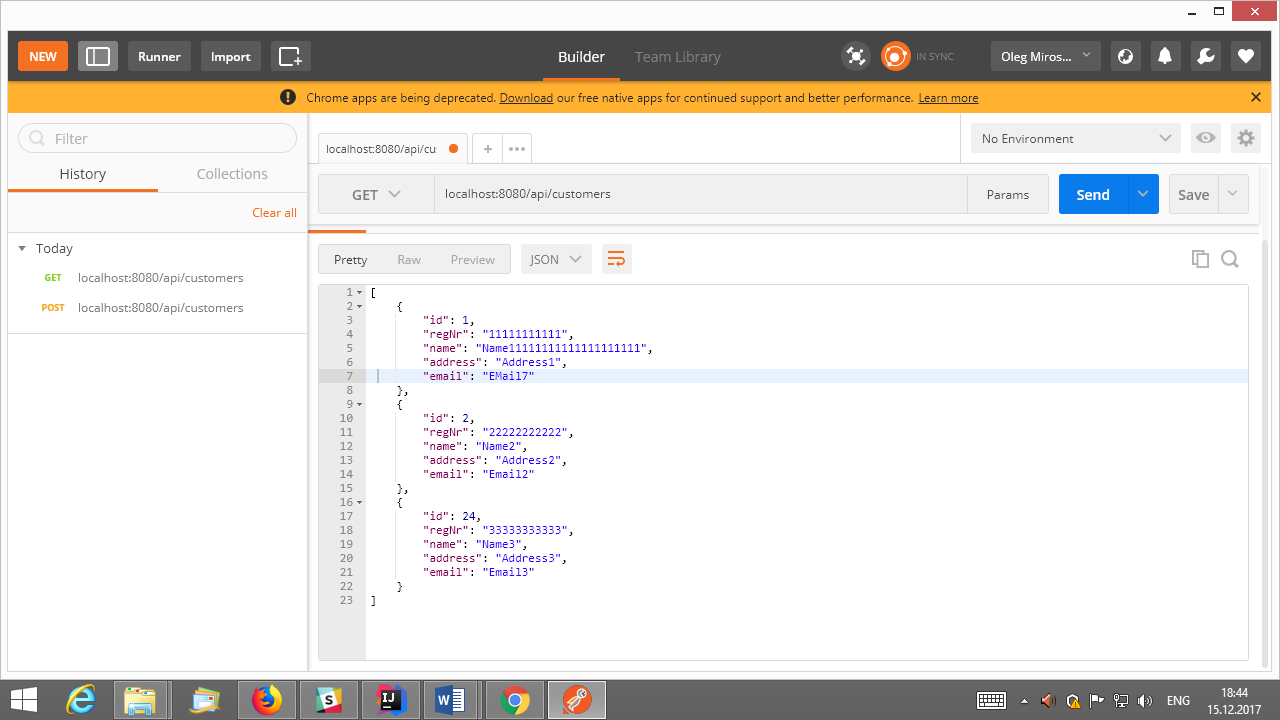 NEW Runner Import Builder Team Library IN SYNC Oleg Miros...
Chrome apps are being deprecated. Download our free native apps for continued support and better performance. Learn more
Filter
History Collections
Clear all
Today
GET localhost:8080/api/customers
POST localhost:8080/api/customers
localhost:8080/api/cu + ••• No Environment
GET localhost:8080/api/customers Params Send Save
Pretty Raw Preview JSON
1 [
2 {
3 "id": 1,
4 "regNr": "11111111111",
5 "name": "Name11111111111111111111",
6 "address": "Address1",
7 "email": "EMail7"
8 },
9 {
10 "id": 2,
11 "regNr": "22222222222",
12 "name": "Name2",
13 "address": "Address2",
14 "email": "Email2"
15 },
16 {
17 "id": 24,
18 "regNr": "33333333333",
19 "name": "Name3",
20 "address": "Address3",
21 "email": "Email3"
22 }
23 ]
ENG
18:44
15.12.2017